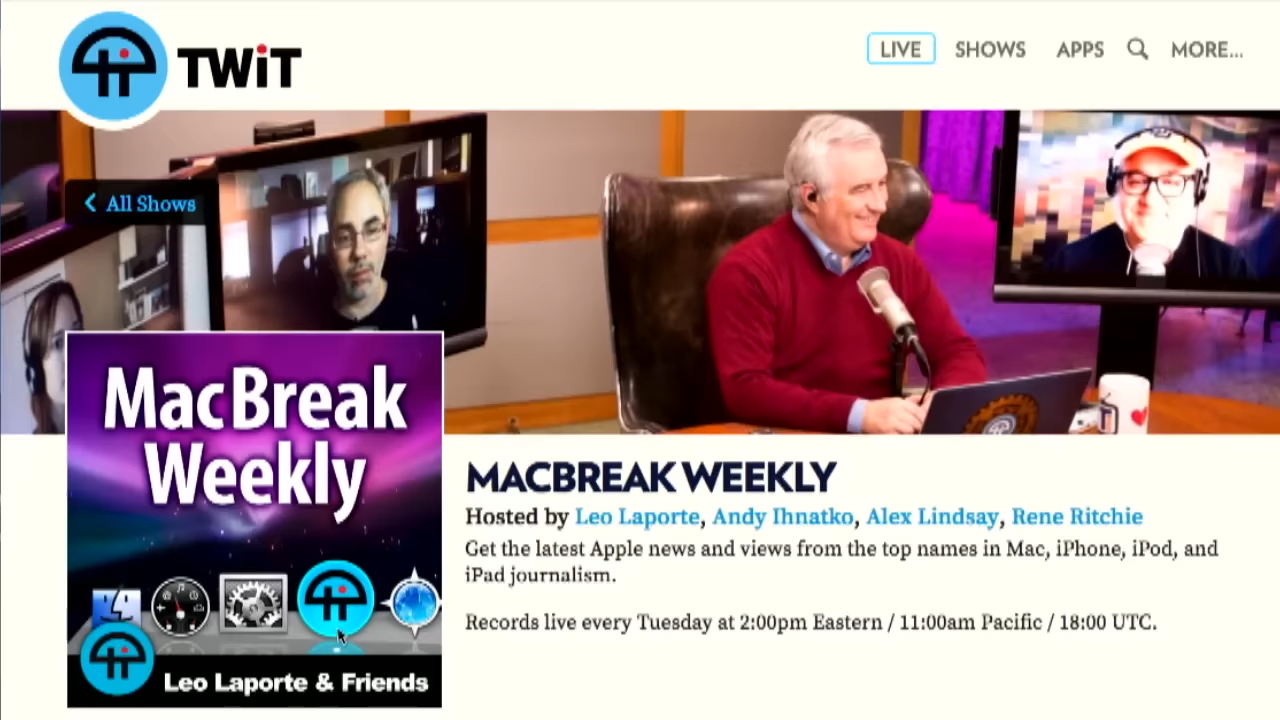 TWiT
LIVE SHOWS APPS MORE...
All Shows
MacBreak
Weekly
Leo Laporte & Friends
MACBREAK WEEKLY
Hosted by Leo Laporte, Andy Ihnatko, Alex Lindsay, Rene Ritchie
Get the latest Apple news and views from the top names in Mac, iPhone, iPod, and
iPad journalism.
Records live every Tuesday at 2:00pm Eastern / 11:00am Pacific / 18:00 UTC.